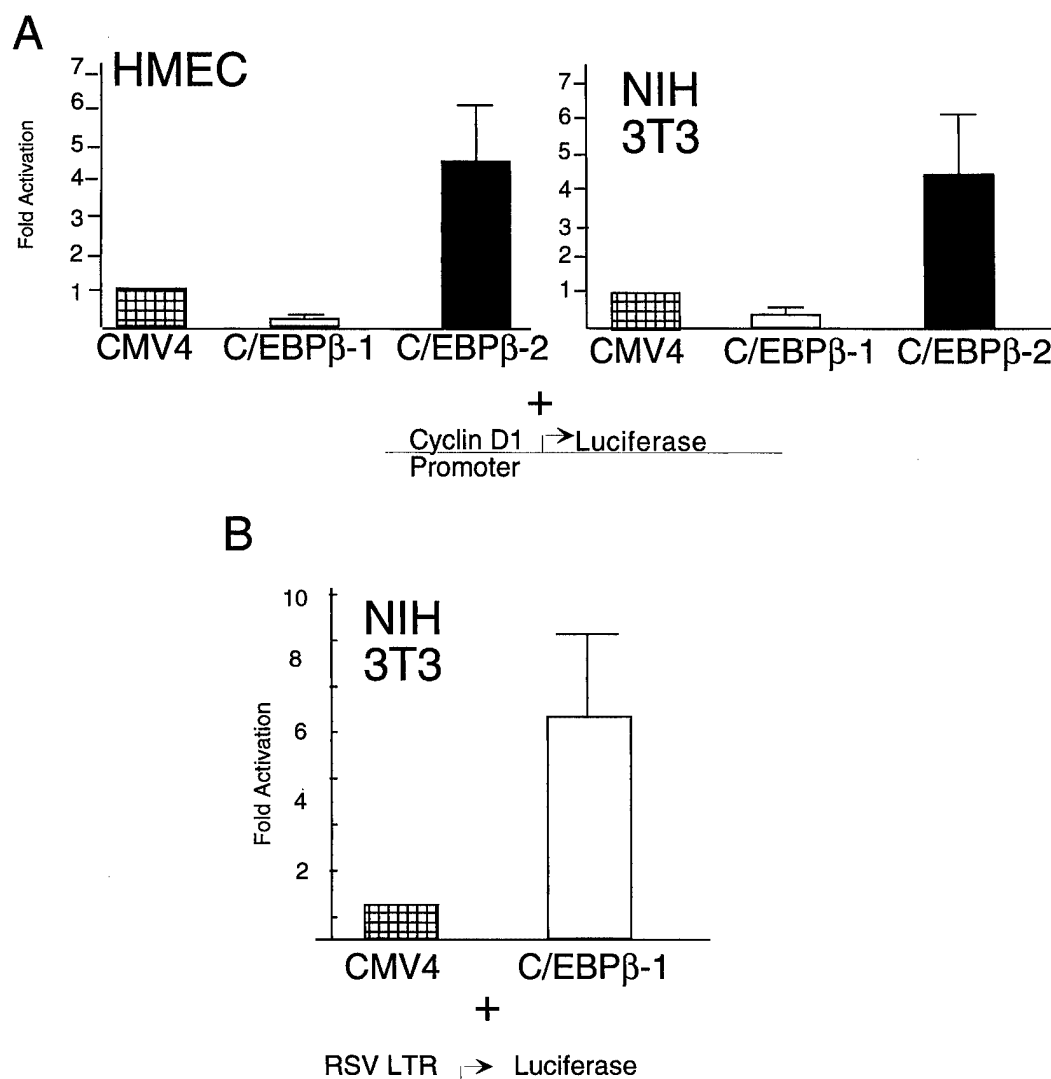 A
HMEC
Fold Activation
7
6
5
4
3
2
1
CMV4 C/EBPβ-1 C/EBPβ-2
NIH
3T3
7
6
5
4
3
2
1
CMV4 C/EBPβ-1 C/EBPβ-2
+
Cyclin D1 Luciferase
Promoter
B
NIH
3T3
Fold Activation
10
8
6
4
2
CMV4 C/EBPβ-1
+
RSV LTR Luciferase